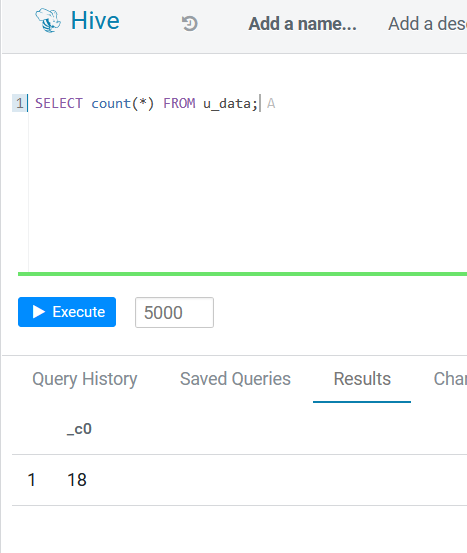 Hive Add a name... Add a des
1 SELECT count(*) FROM u_data; A
Execute 5000
Query History Saved Queries Results Char
_c0
1 18